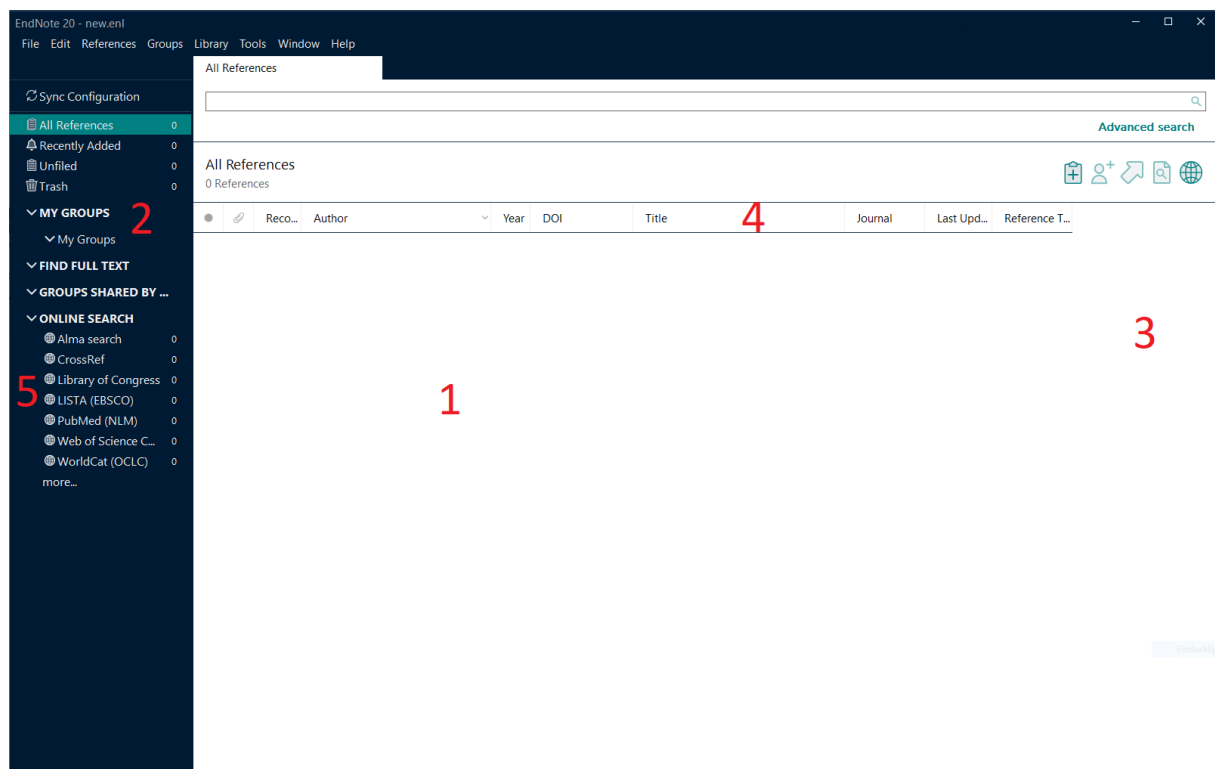 EndNote 20 - new.enl
File Edit References Groups Library Tools Window Help
All References
Sync Configuration
Advanced search
All References 0
Recently Added 0
Unfiled 0
Trash 0
All References
0 References
MY GROUPS
2
My Groups
Reco... Author Year DOI Title Journal Last Upd... Reference T...
4
FIND FULL TEXT
GROUPS SHARED BY ...
ONLINE SEARCH
Alma search 0
CrossRef 0
Library of Congress 0
LISTA (EBSCO) 0
PubMed (NLM) 0
Web of Science C... 0
WorldCat (OCLC) 0
more...
5
1
3